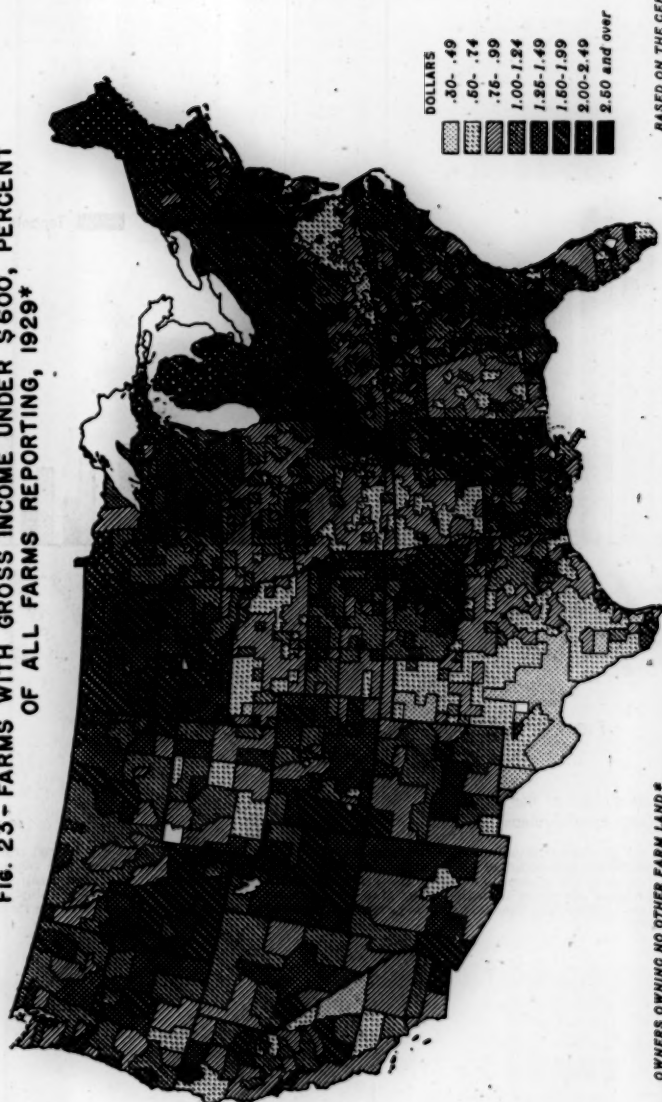 FIG. 23-FARMS WITH GROSS INCOME UNDER $600, PERCENT
OF ALL FARMS REPORTING, 1929*
DOLLARS
.30- .49
.50- .74
.75- .99
1.00-1.24
1.25-1.49
1.50-1.99
2.00-2.49
2.50 and over
OWNERS OWNING NO OTHER FARM LAND*
BASED ON THE CEN